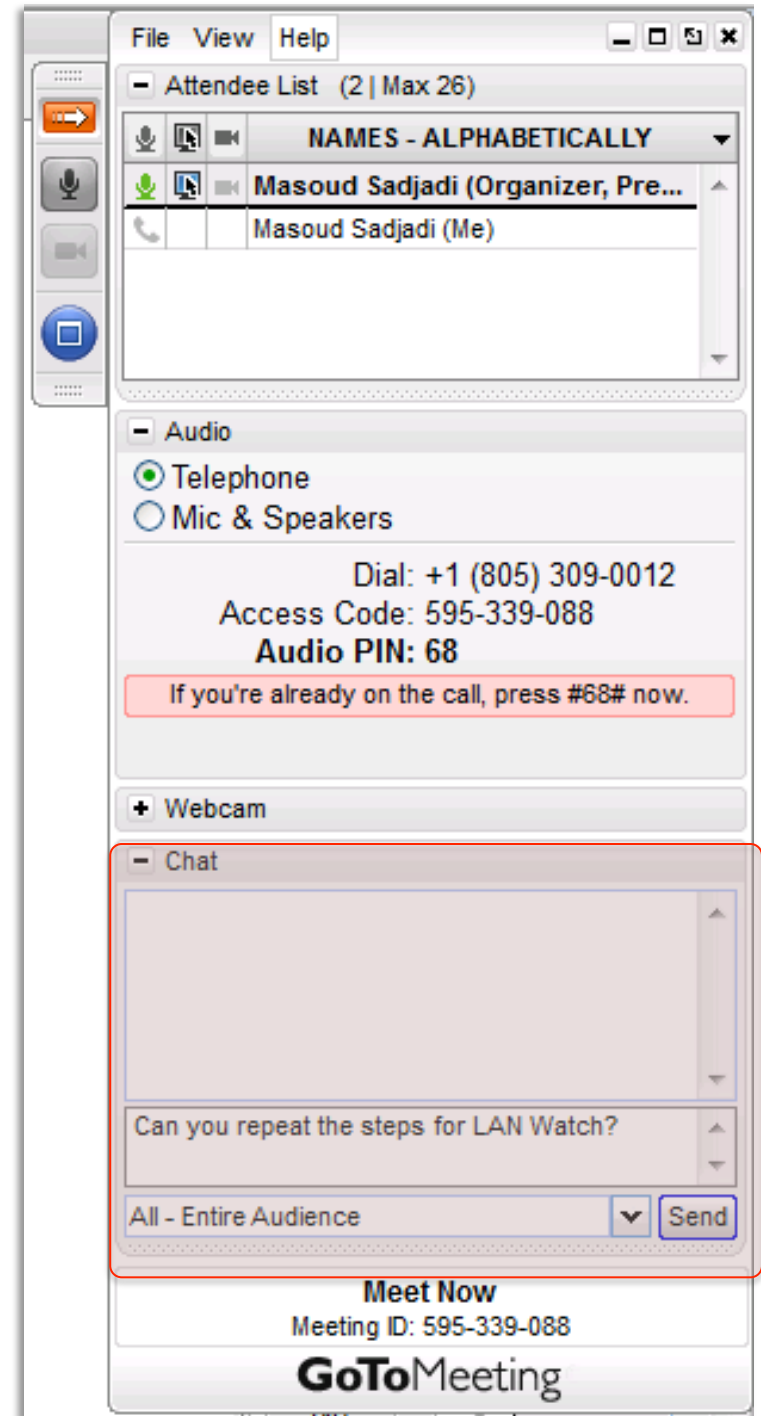 File View Help
Attendee List (2 | Max 26)
NAMES - ALPHABETICALLY
Masoud Sadjadi (Organizer, Pre...
Masoud Sadjadi (Me)
Audio
Telephone
Mic & Speakers
Dial: +1 (805) 309-0012
Access Code: 595-339-088
Audio PIN: 68
If you're already on the call, press #68# now.
Webcam
Chat
Can you repeat the steps for LAN Watch?
All - Entire Audience Send
Meet Now
Meeting ID: 595-339-088
GoToMeeting